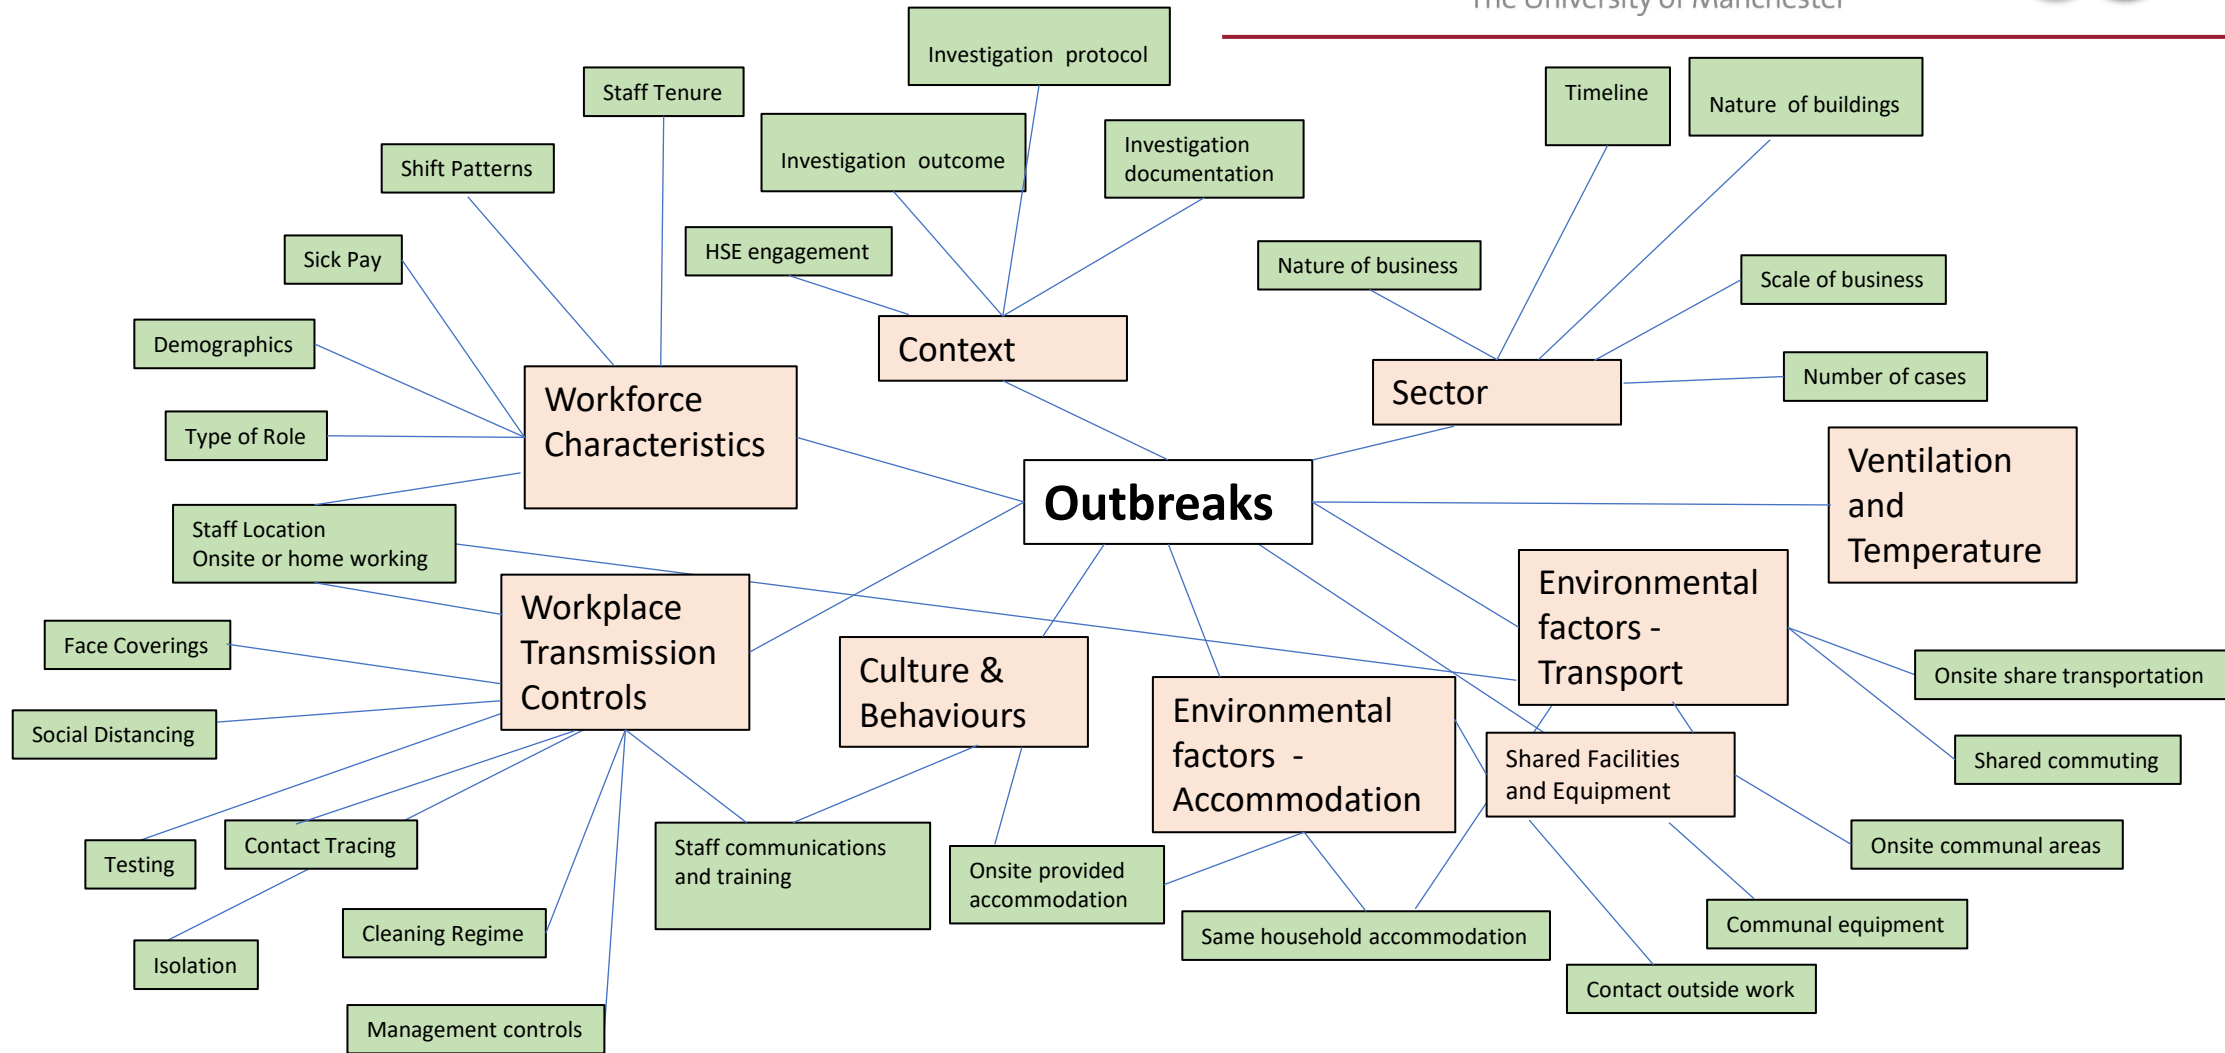 The University of Manchester
Investigation protocol
Staff Tenure
Timeline
Nature of buildings
Investigation outcome
Investigation
documentation
Shift Patterns
HSE engagement
Sick Pay
Nature of business
Scale of business
Demographics
Context
Sector
Number of cases
Workforce
Characteristics
Type of Role
Outbreaks
Ventilation
and
Temperature
Staff Location
Onsite or home working
Workplace
Transmission
Controls
Environmental
factors -
Transport
Face Coverings
Culture &
Behaviours
Environmental
factors -
Accommodation
Onsite share transportation
Social Distancing
Shared Facilities
and Equipment
Shared commuting
Testing
Contact Tracing
Staff communications
and training
Onsite provided
accommodation
Onsite communal areas
Isolation
Cleaning Regime
Same household accommodation
Communal equipment
Contact outside work
Management controls